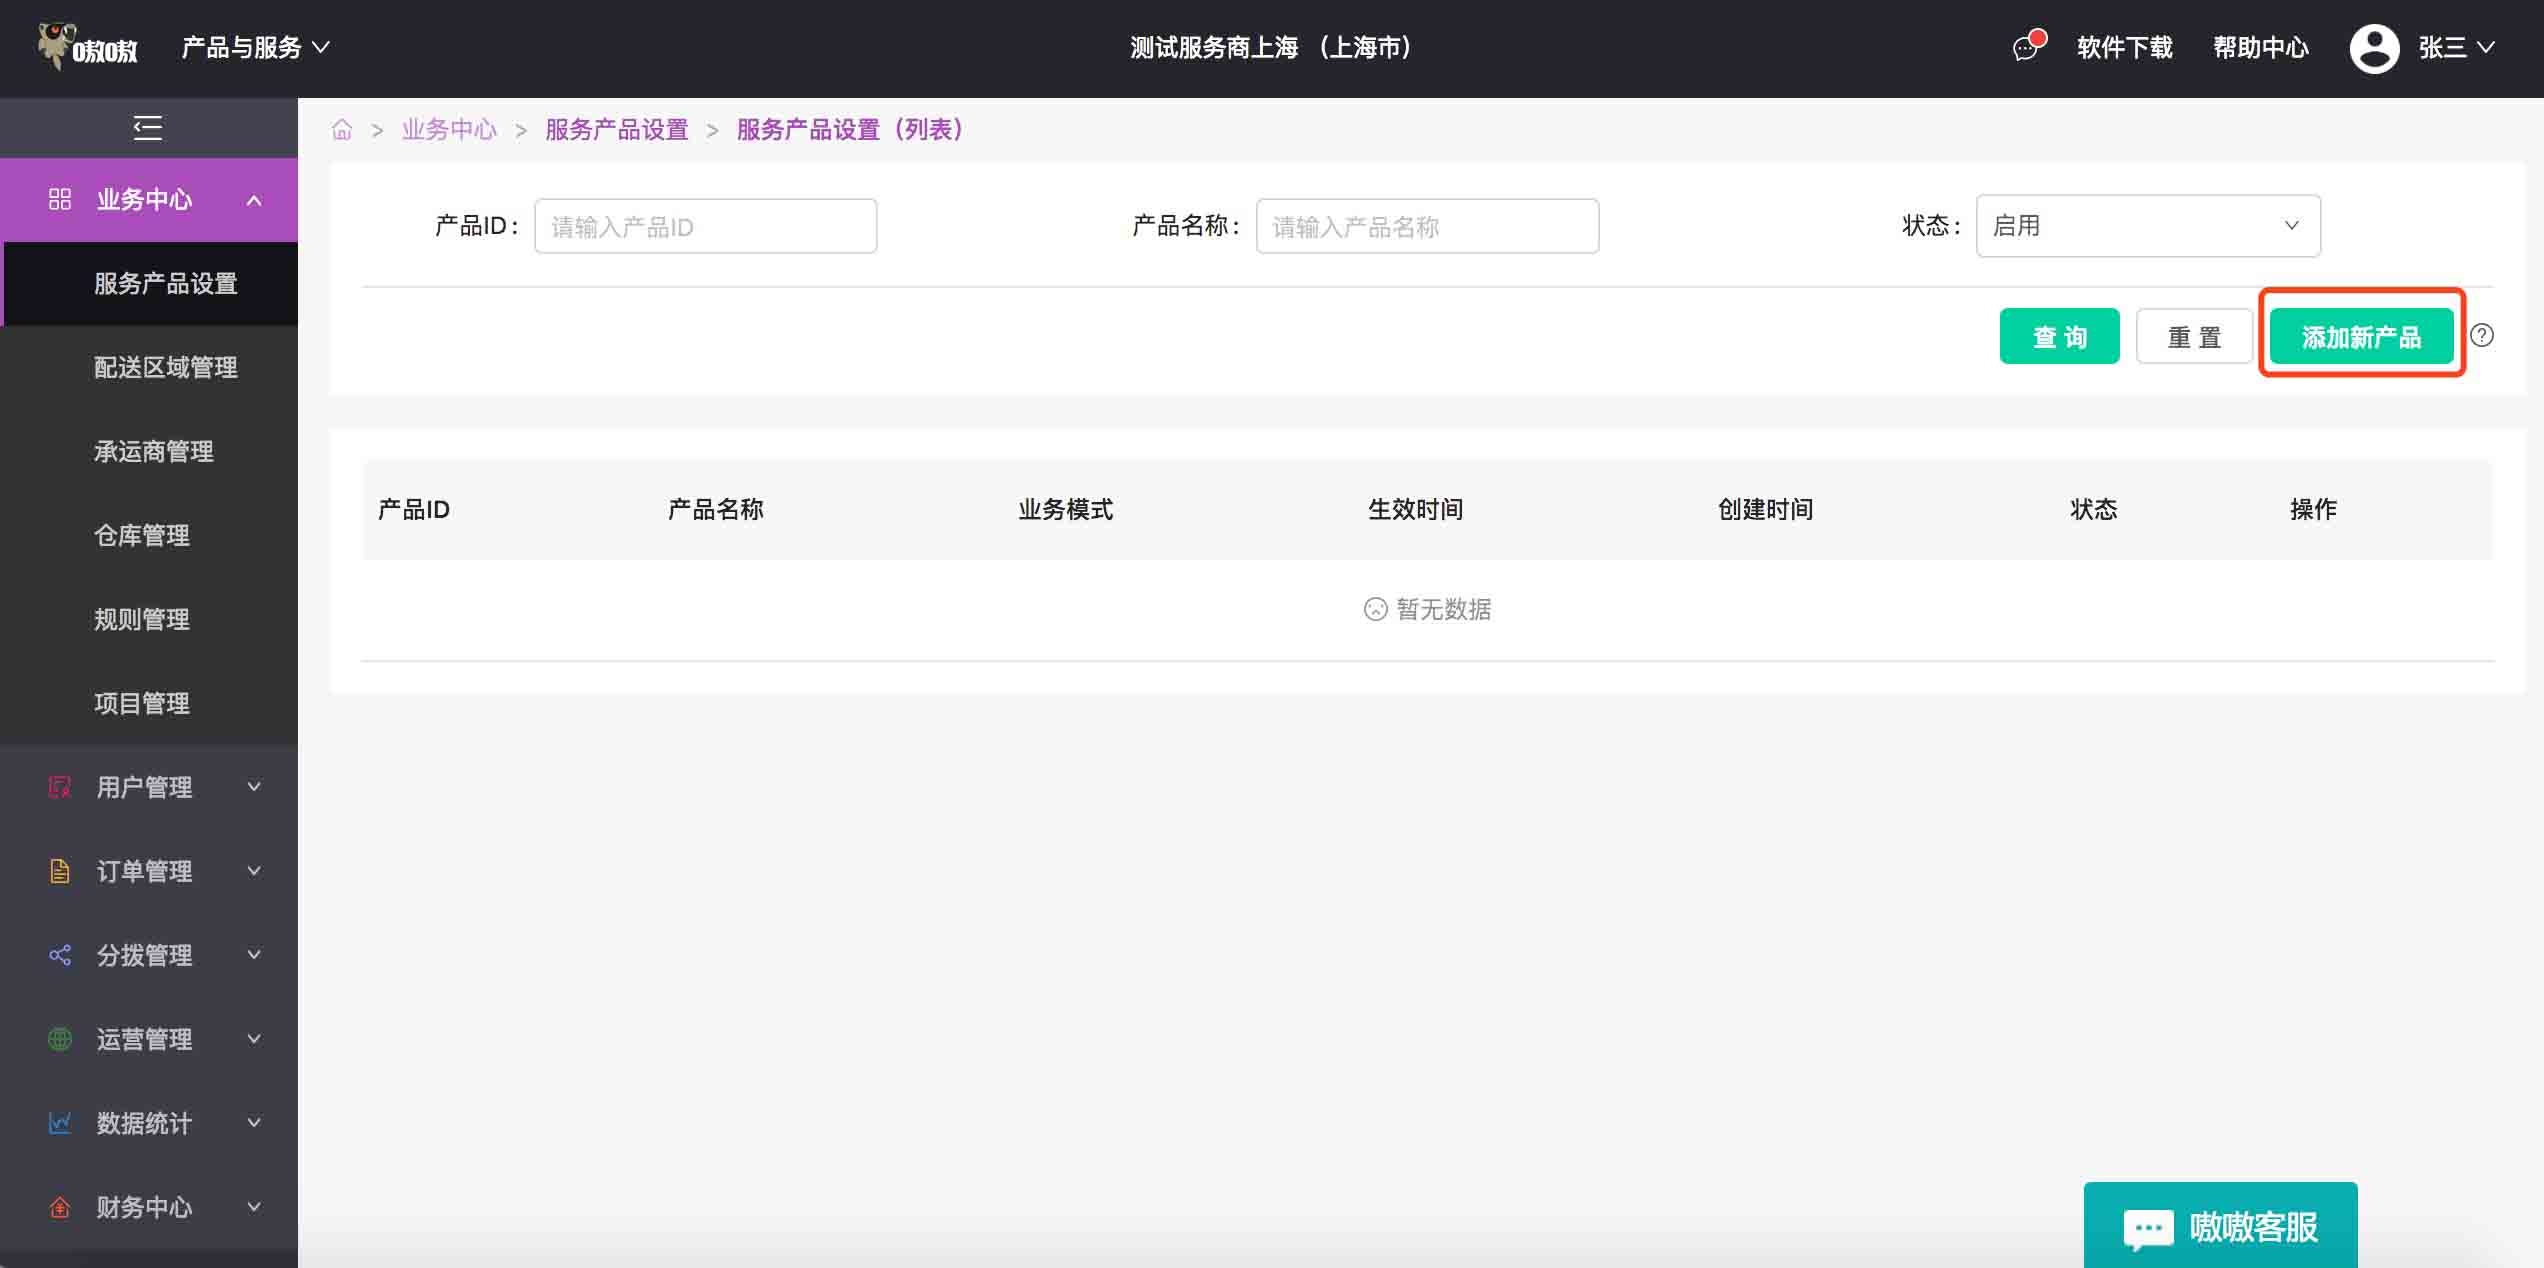 嗷嗷 产品与服务 测试服务商上海 （上海市） 软件下载 帮助中心 张三
业务中心 > 服务产品设置 > 服务产品设置（列表）
业务中心
服务产品设置
配送区域管理
承运商管理
仓库管理
规则管理
项目管理
用户管理
订单管理
分拨管理
运营管理
数据统计
财务中心
产品ID： 请输入产品ID 产品名称： 请输入产品名称 状态： 启用
查 询 重 置 添加新产品
产品ID 产品名称 业务模式 生效时间 创建时间 状态 操作
暂无数据
嗷嗷客服